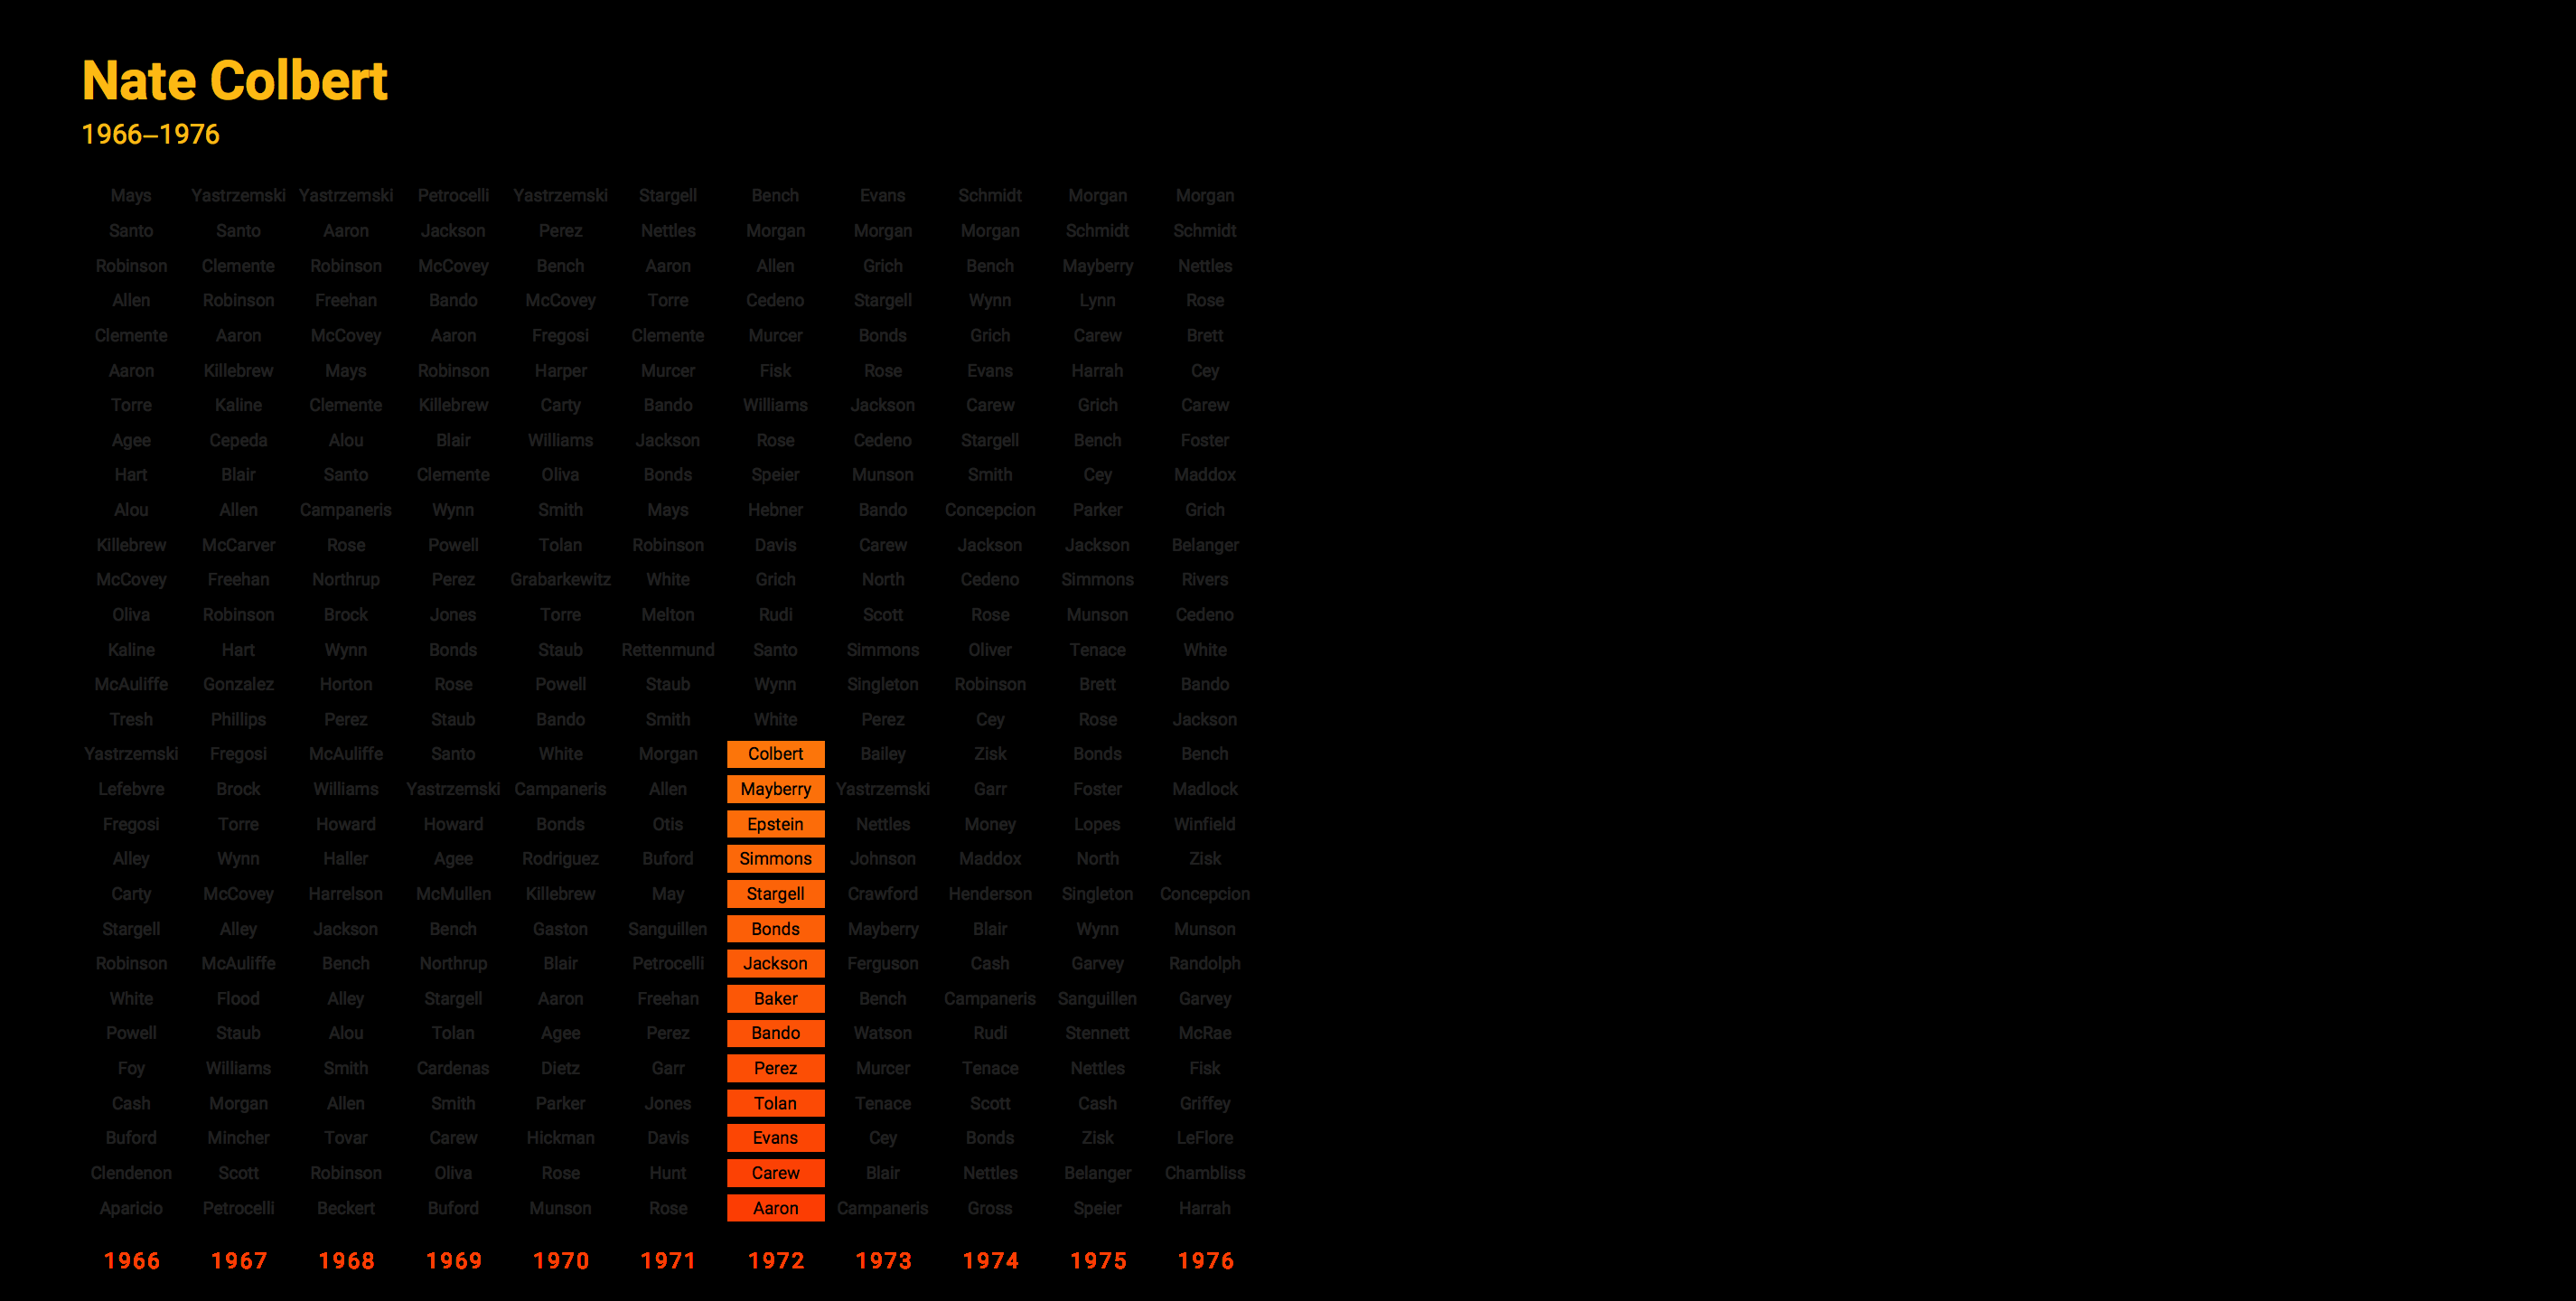 Nate Colbert
1966–1976
Mays Yastrzemski Yastrzemski Petrocelli Yastrzemski Stargell Bench Evans Schmidt Morgan Morgan
Santo Santo Aaron Jackson Perez Nettles Morgan Morgan Morgan Schmidt Schmidt
Robinson Clemente Robinson McCovey Bench Aaron Allen Grich Bench Mayberry Nettles
Allen Robinson Freehan Bando McCovey Torre Cedeno Stargell Wynn Lynn Rose
Clemente Aaron McCovey Aaron Fregosi Clemente Murcer Bonds Grich Carew Brett
Aaron Killebrew Mays Robinson Harper Murcer Fisk Rose Evans Harrah Cey
Torre Kaline Clemente Killebrew Carty Bando Williams Jackson Carew Grich Carew
Agee Cepeda Alou Blair Williams Jackson Rose Cedeno Stargell Bench Foster
Hart Blair Santo Clemente Oliva Bonds Speier Munson Smith Cey Maddox
Alou Allen Campaneris Wynn Smith Mays Hebner Bando Concepcion Parker Grich
Killebrew McCarver Rose Powell Tolan Robinson Davis Carew Jackson Jackson Belanger
McCovey Freehan Northrup Perez Grabarkewitz White Grich North Cedeno Simmons Rivers
Oliva Robinson Brock Jones Torre Melton Rudi Scott Rose Munson Cedeno
Kaline Hart Wynn Bonds Staub Rettenmund Santo Simmons Oliver Tenace White
McAuliffe Gonzalez Horton Rose Powell Staub Wynn Singleton Robinson Brett Bando
Tresh Phillips Perez Staub Bando Smith White Perez Cey Rose Jackson
Yastrzemski Fregosi McAuliffe Santo White Morgan Colbert Bailey Zisk Bonds Bench
Lefebvre Brock Williams Yastrzemski Campaneris Allen Mayberry Yastrzemski Garr Foster Madlock
Fregosi Torre Howard Howard Bonds Otis Epstein Nettles Money Lopes Winfield
Alley Wynn Haller Agee Rodriguez Buford Simmons Johnson Maddox North Zisk
Carty McCovey Harrelson McMullen Killebrew May Stargell Crawford Henderson Singleton Concepcion
Stargell Alley Jackson Bench Gaston Sanguillen Bonds Mayberry Blair Wynn Munson
Robinson McAuliffe Bench Northrup Blair Petrocelli Jackson Ferguson Cash Garvey Randolph
White Flood Alley Stargell Aaron Freehan Baker Bench Campaneris Sanguillen Garvey
Powell Staub Alou Tolan Agee Perez Bando Watson Rudi Stennett McRae
Foy Williams Smith Cardenas Dietz Garr Perez Murcer Tenace Nettles Fisk
Cash Morgan Allen Smith Parker Jones Tolan Tenace Scott Cash Griffey
Buford Mincher Tovar Carew Hickman Davis Evans Cey Bonds Zisk LeFlore
Clendenon Scott Robinson Oliva Rose Hunt Carew Blair Nettles Belanger Chambliss
Aparicio Petrocelli Beckert Buford Munson Rose Aaron Campaneris Gross Speier Harrah
1966 1967 1968 1969 1970 1971 1972 1973 1974 1975 1976